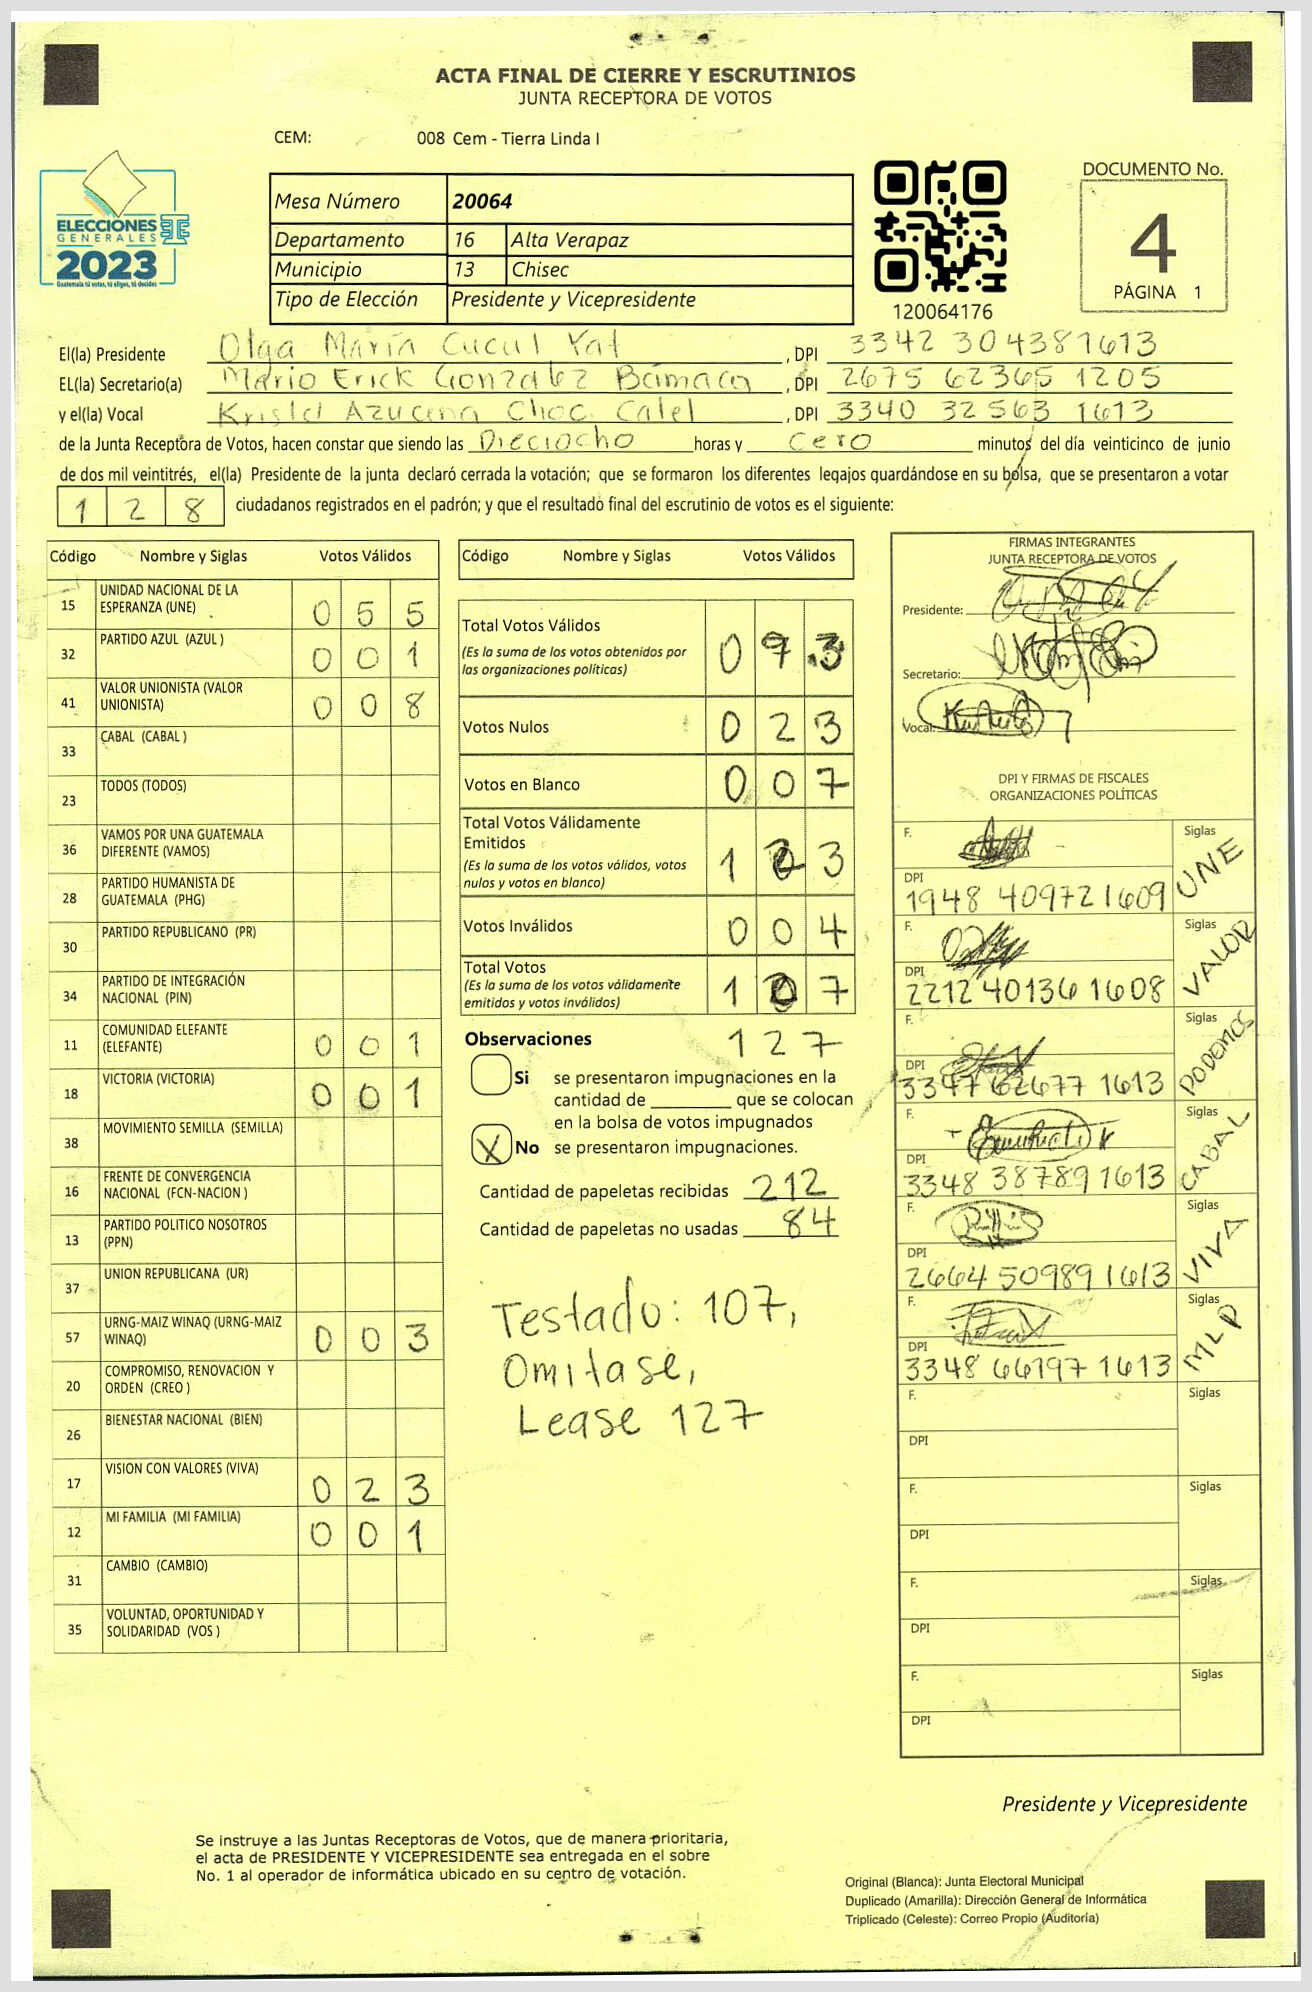 ACTA FINAL DE CIERRE Y ESCRUTINIOS
JUNTA RECEPTORA DE VOTOS
CEM: 008 Cem - Tierra Linda I
ELECCIONES
GENERALES
2023
Guatemala tú votas, tú eliges, tú decides
Mesa Número 20064
Departamento 16 Alta Verapaz
Municipio 13 Chisec
Tipo de Elección Presidente y Vicepresidente
120064176
DOCUMENTO No.
4
PÁGINA 1
El(la) Presidente Olga María Cucul Yat, DPI 3342 304381613
EL(la) Secretario(a) Mario Erick Gonzalez Bámaca, DPI 2675 62365 1205
y el(la) Vocal Kristel Azucena Choc Catel, DPI 3340 32563 1613
de la Junta Receptora de Votos, hacen constar que siendo las Dieciocho horas y cero minutos del día veinticinco de junio
de dos mil veintitrés, el(la) Presidente de la junta declaró cerrada la votación; que se formaron los diferentes legajos guardándose en su bolsa, que se presentaron a votar
1 2 8 ciudadanos registrados en el padrón; y que el resultado final del escrutinio de votos es el siguiente:
Código Nombre y Siglas Votos Válidos
15 UNIDAD NACIONAL DE LA
ESPERANZA (UNE) 0 5 5
32 PARTIDO AZUL (AZUL ) 0 0 1
41 VALOR UNIONISTA (VALOR
UNIONISTA) 0 0 8
33 CABAL (CABAL )
23 TODOS (TODOS)
36 VAMOS POR UNA GUATEMALA
DIFERENTE (VAMOS)
28 PARTIDO HUMANISTA DE
GUATEMALA (PHG)
30 PARTIDO REPUBLICANO (PR)
34 PARTIDO DE INTEGRACIÓN
NACIONAL (PIN)
11 COMUNIDAD ELEFANTE
(ELEFANTE) 0 0 1
18 VICTORIA (VICTORIA) 0 0 1
38 MOVIMIENTO SEMILLA (SEMILLA)
16 FRENTE DE CONVERGENCIA
NACIONAL (FCN-NACION )
13 PARTIDO POLITICO NOSOTROS
(PPN)
37 UNION REPUBLICANA (UR)
57 URNG-MAIZ WINAQ (URNG-MAIZ
WINAQ) 0 0 3
20 COMPROMISO, RENOVACION Y
ORDEN (CREO )
26 BIENESTAR NACIONAL (BIEN)
17 VISION CON VALORES (VIVA) 0 2 3
12 MI FAMILIA (MI FAMILIA) 0 0 1
31 CAMBIO (CAMBIO)
35 VOLUNTAD, OPORTUNIDAD Y
SOLIDARIDAD (VOS )
Código Nombre y Siglas Votos Válidos
Total Votos Válidos
(Es la suma de los votos obtenidos por
las organizaciones políticas) 0 9 3
Votos Nulos 0 2 3
Votos en Blanco 0 0 7
Total Votos Válidamente
Emitidos
(Es la suma de los votos válidos, votos
nulos y votos en blanco) 1 2 3
Votos Inválidos 0 0 4
Total Votos
(Es la suma de los votos válidamente
emitidos y votos inválidos) 1 0 7
Observaciones 1 2 7
Si se presentaron impugnaciones en la
cantidad de ________ que se colocan
en la bolsa de votos impugnados
X No se presentaron impugnaciones.
Cantidad de papeletas recibidas 212
Cantidad de papeletas no usadas 84
Testado: 107,
Omitase,
Lease 127
FIRMAS INTEGRANTES
JUNTA RECEPTORA DE VOTOS
Presidente:
Secretario:
Vocal:
DPI Y FIRMAS DE FISCALES
ORGANIZACIONES POLÍTICAS
F. Siglas UNE
DPI 1948 40972 1609
F. Siglas VALOR
DPI 2212 40136 1608
F. Siglas PODEMOS
DPI 3347 62677 1613
F. Siglas CABAL
DPI 3348 38789 1613
F. Siglas VIVA
DPI 2664 50989 1613
F. Siglas MLP
DPI 3348 66197 1613
F. Siglas
DPI
F. Siglas
DPI
F. Siglas
DPI
F. Siglas
DPI
Presidente y Vicepresidente
Se instruye a las Juntas Receptoras de Votos, que de manera prioritaria,
el acta de PRESIDENTE Y VICEPRESIDENTE sea entregada en el sobre
No. 1 al operador de informática ubicado en su centro de votación.
Original (Blanca): Junta Electoral Municipal
Duplicado (Amarilla): Dirección General de Informática
Triplicado (Celeste): Correo Propio (Auditoría)